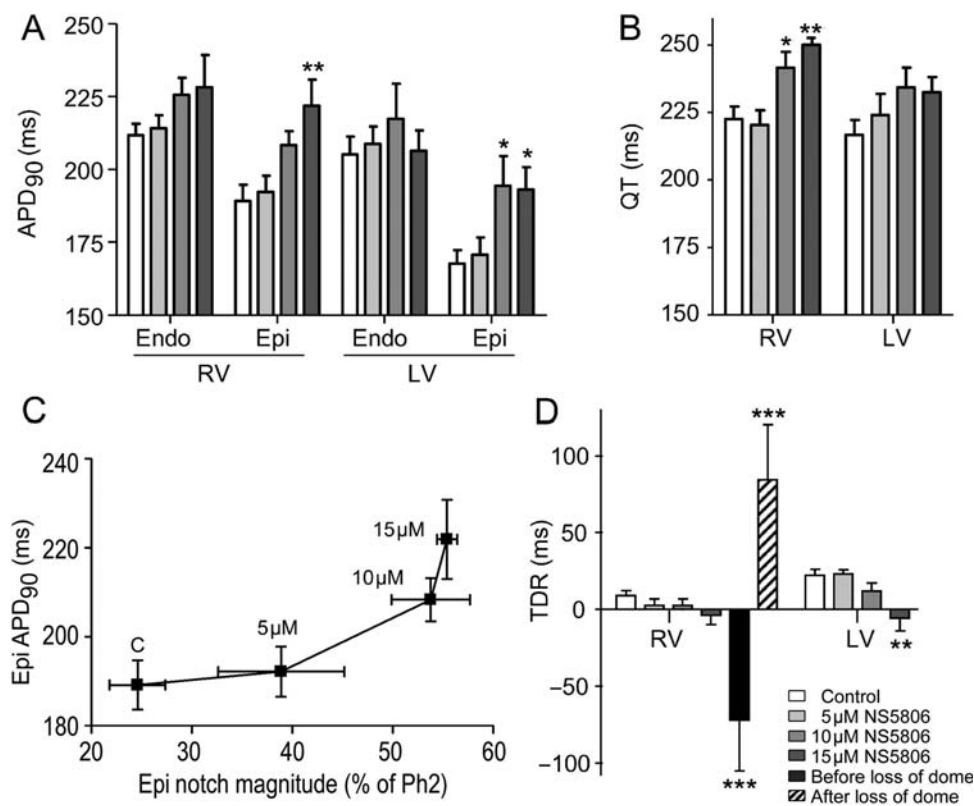 A
APD90 (ms)
250
225
200
175
150
**
*
*
Endo
Epi
Endo
Epi
RV
LV
B
QT (ms)
250
225
200
175
150
*
**
RV
LV
C
Epi APD90 (ms)
240
220
200
180
C
5µM
10µM
15µM
20
30
40
50
60
Epi notch magnitude (% of Ph2)
D
TDR (ms)
100
50
0
−50
−100
***
RV
LV
**
***
Control
5µM NS5806
10µM NS5806
15µM NS5806
Before loss of dome
After loss of dome